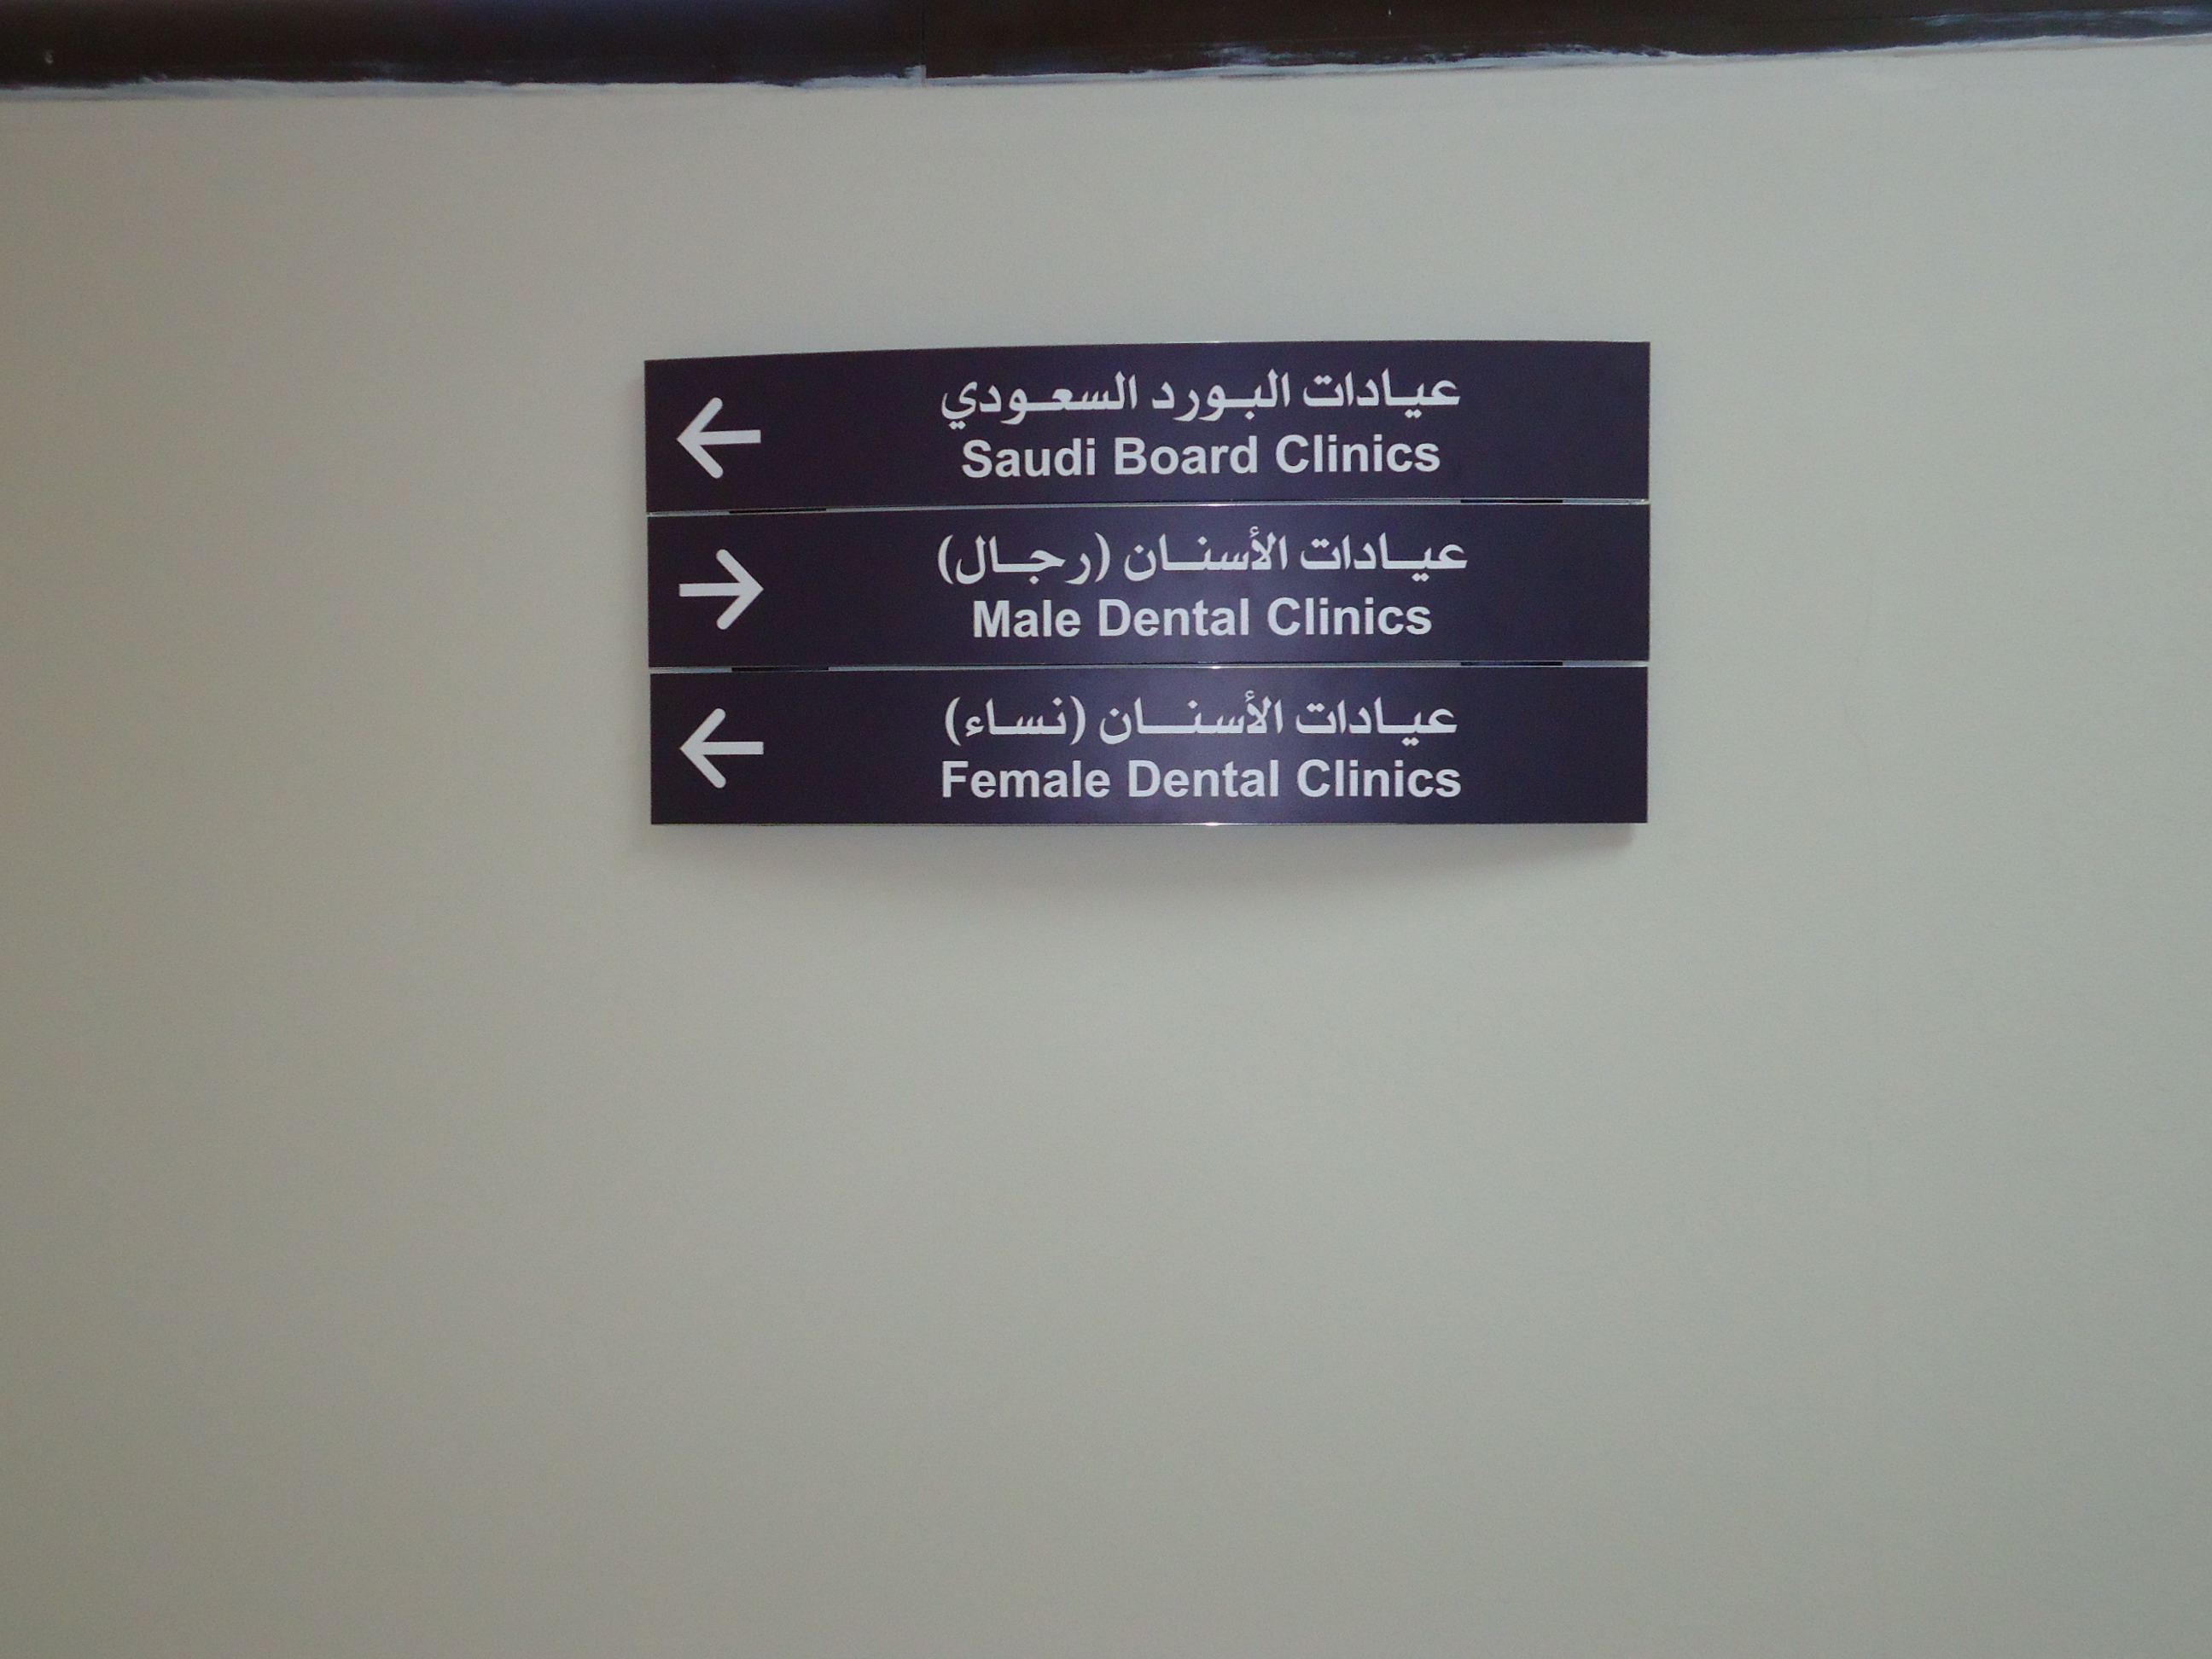 عيادات البورد السعودي
Saudi Board Clinics
عيادات الأسنان (رجال)
Male Dental Clinics
عيادات الأسنان (نساء)
Female Dental Clinics